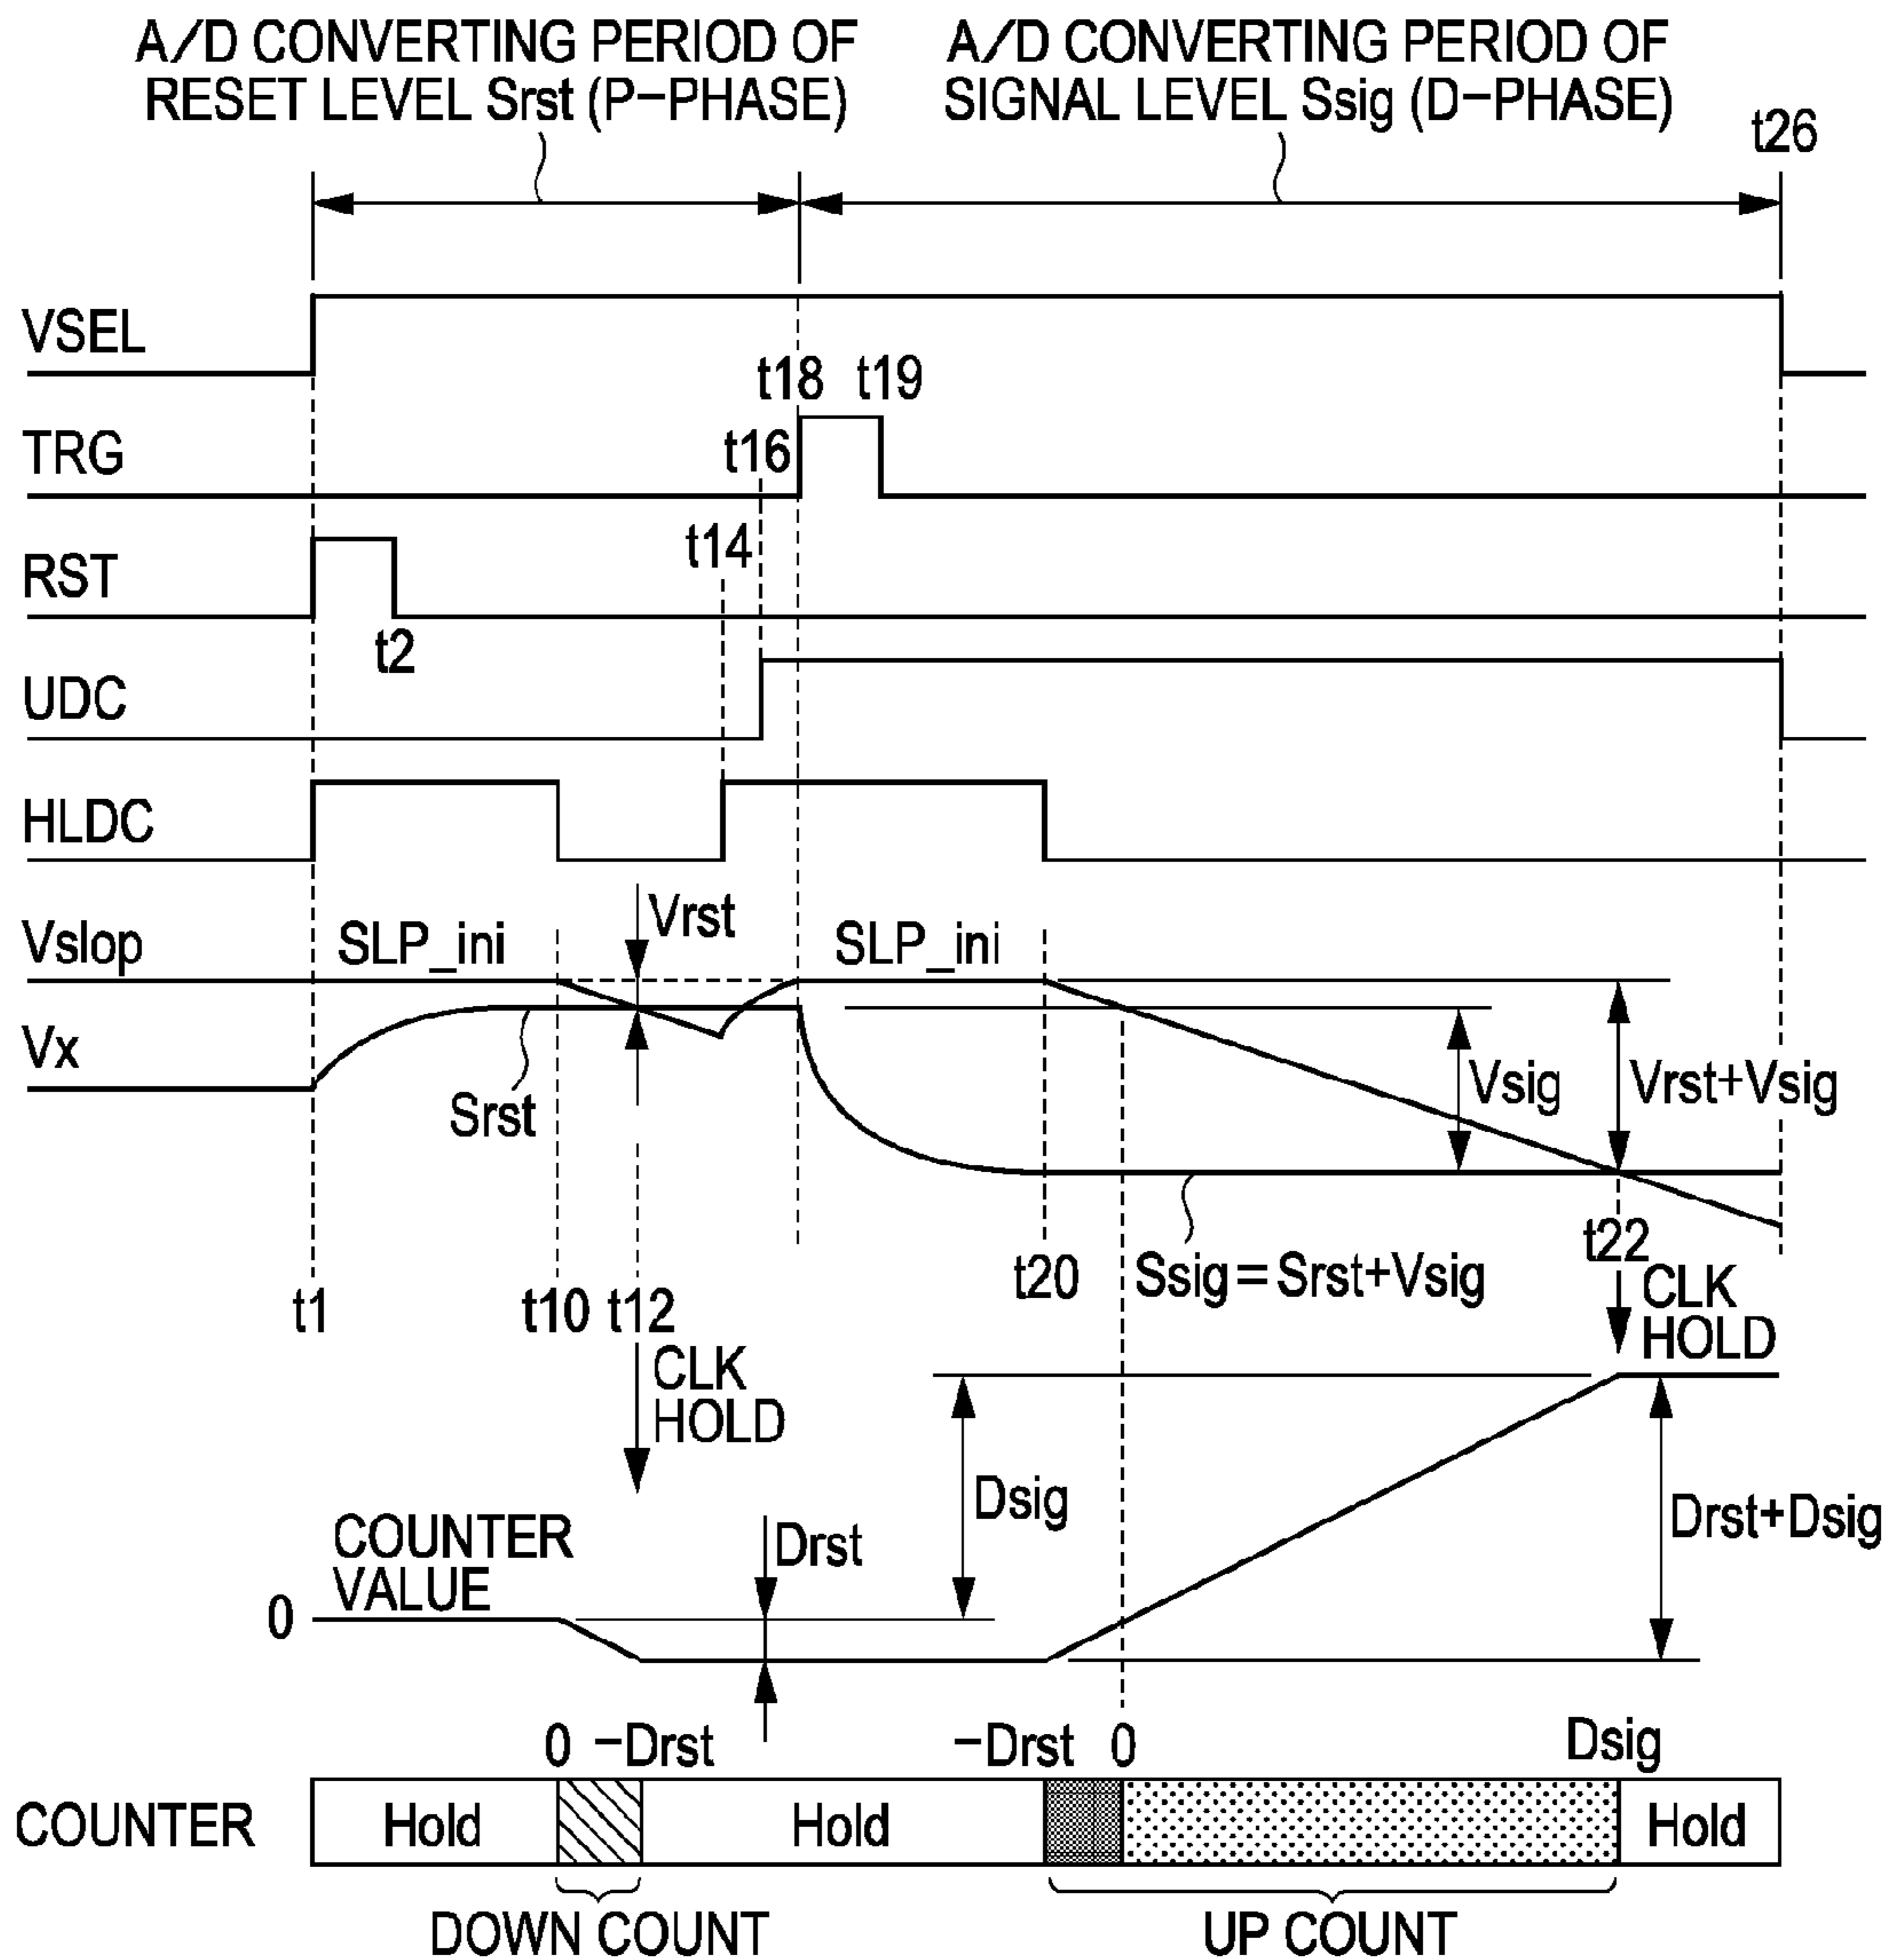 A/D CONVERTING PERIOD OF
RESET LEVEL Srst (P-PHASE)
A/D CONVERTING PERIOD OF
SIGNAL LEVEL Ssig (D-PHASE)
t26
VSEL
t18
t19
TRG
t16
t14
RST
t2
UDC
HLDC
Vslop
SLP_ini
Vrst
SLP_ini
Vx
Srst
Vsig
Vrst+Vsig
t1
t10
t12
t20
Ssig=Srst+Vsig
t22
CLK
HOLD
CLK
HOLD
Dsig
Drst
Drst+Dsig
COUNTER
VALUE
0
0
-Drst
-Drst
0
Dsig
COUNTER
Hold
Hold
Hold
DOWN COUNT
UP COUNT